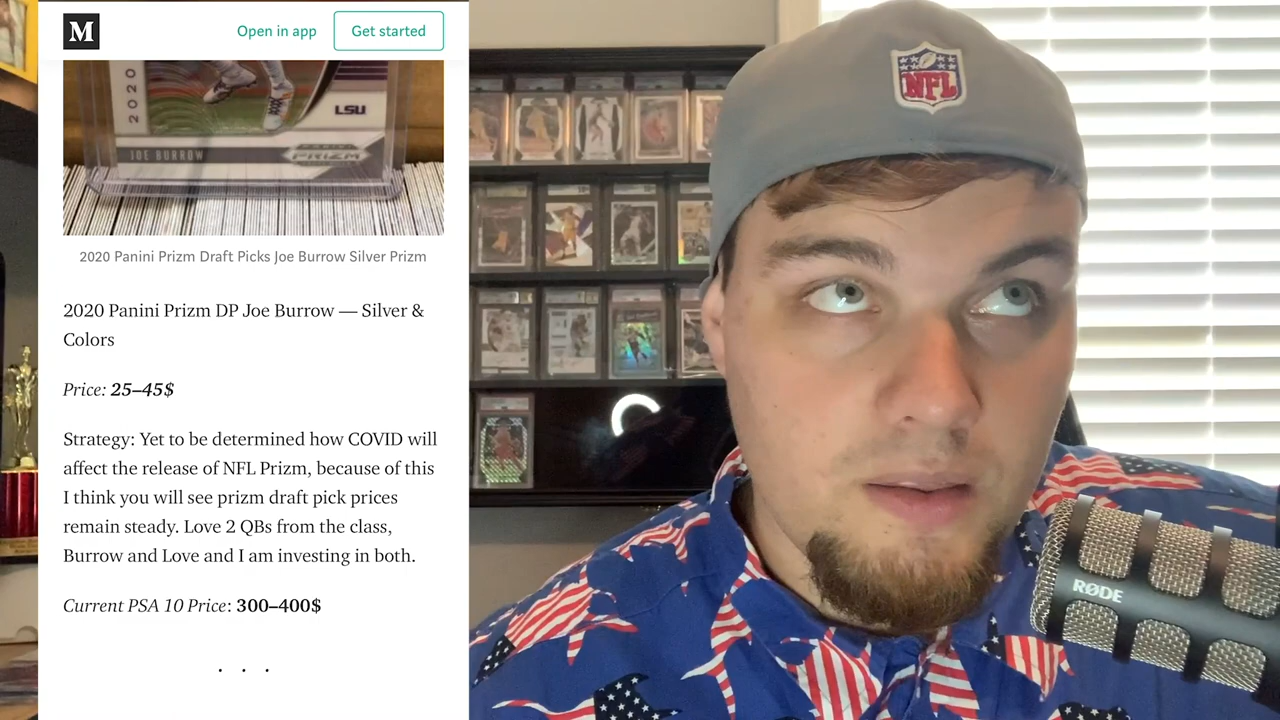 M
Open in app
Get started
2020
LSU
JOE BURROW
PANINI
PRIZM
2020 Panini Prizm Draft Picks Joe Burrow Silver Prizm
2020 Panini Prizm DP Joe Burrow — Silver &
Colors
Price: 25–45$
Strategy: Yet to be determined how COVID will
affect the release of NFL Prizm, because of this
I think you will see prizm draft pick prices
remain steady. Love 2 QBs from the class,
Burrow and Love and I am investing in both.
Current PSA 10 Price: 300–400$
. . .
NFL
RØDE